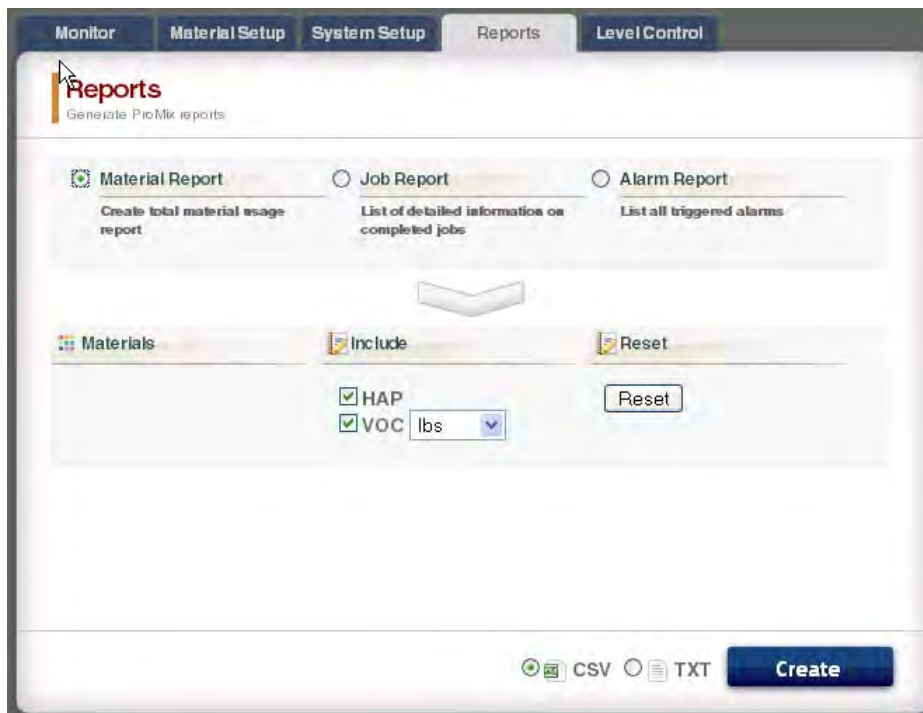 Monitor
Material Setup
System Setup
Reports
Level Control
Reports
Generate ProMix reports
Material Report
Job Report
Alarm Report
Create total material usage
report
List of detailed information on
completed jobs
List all triggered alarms
Materials
Include
Reset
HAP
Reset
VOC lbs
CSV
TXT
Create